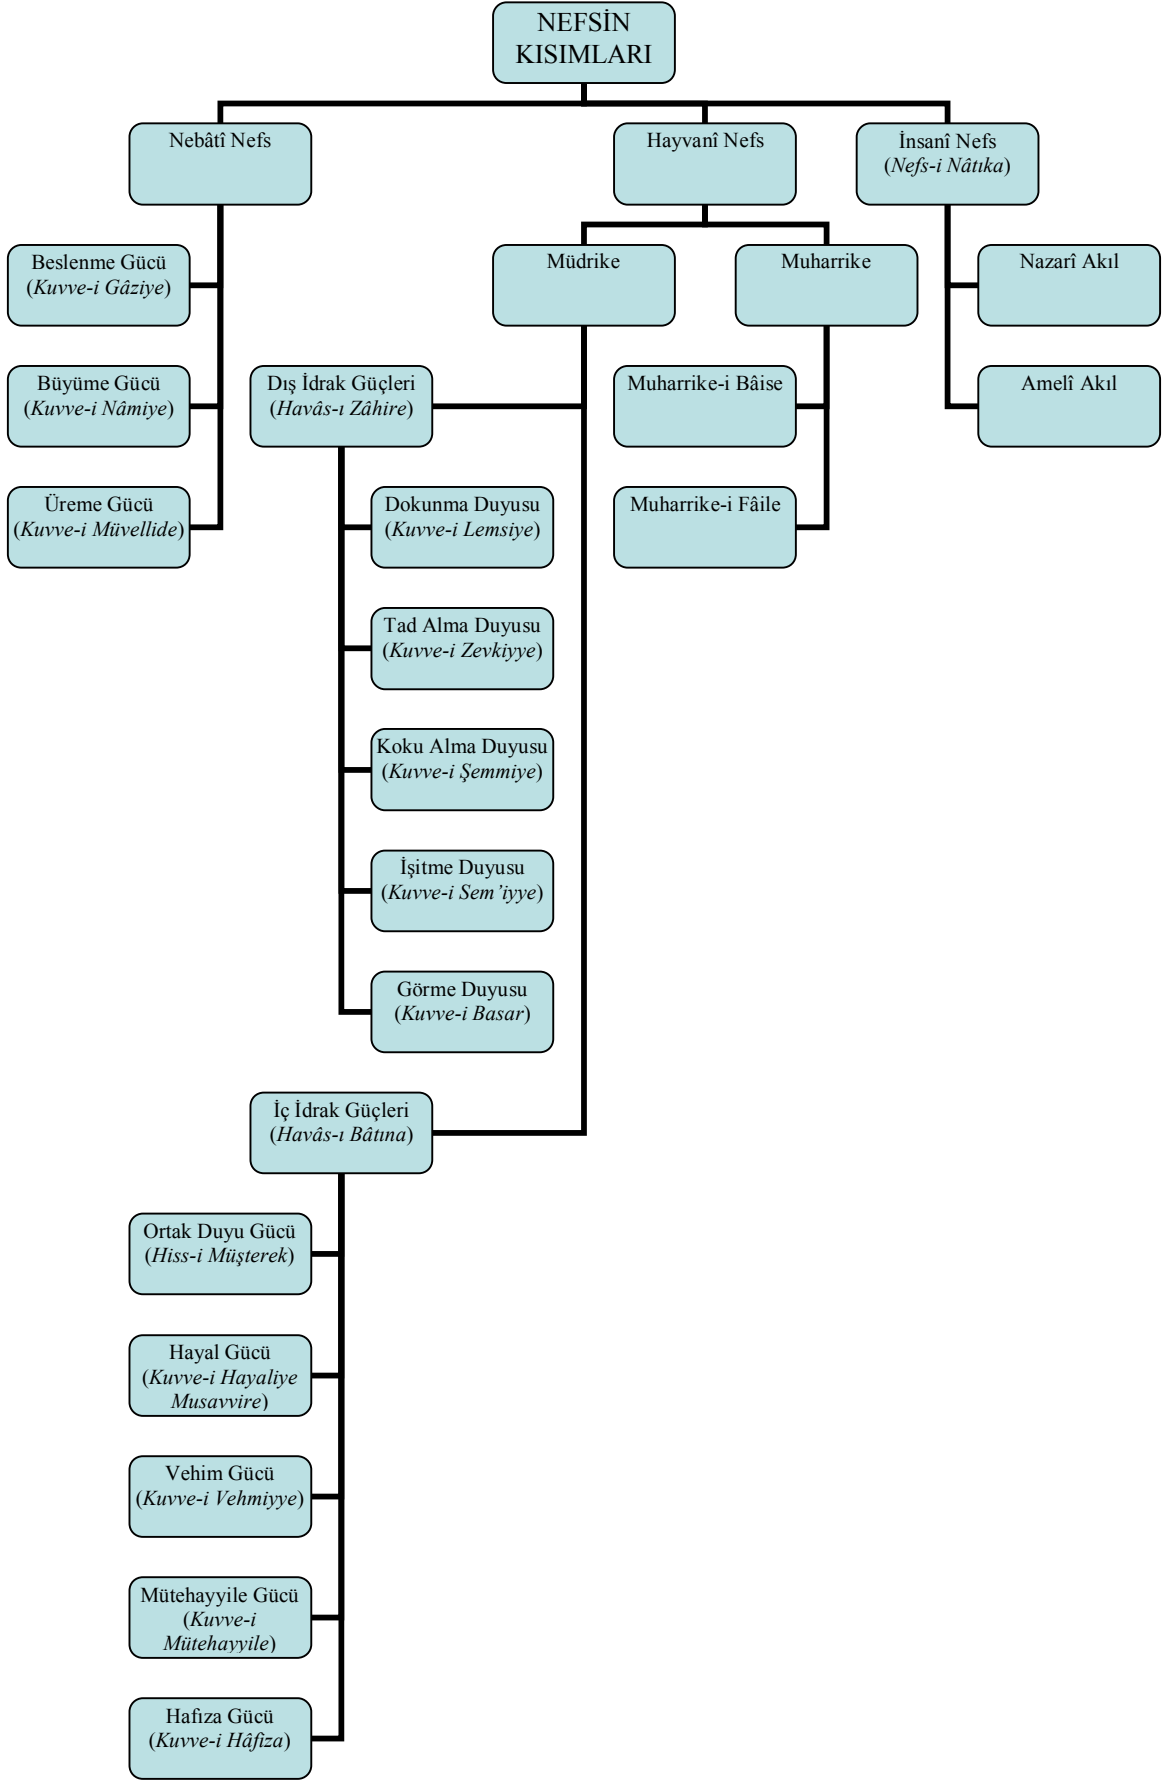 NEFSİN
KISIMLARI
Nebâtî Nefs
Hayvanî Nefs
İnsanî Nefs
(Nefs-i Nâtıka)
Beslenme Gücü
(Kuvve-i Gâziye)
Müdrike
Muharrike
Nazarî Akıl
Büyüme Gücü
(Kuvve-i Nâmiye)
Dış İdrak Güçleri
(Havâs-ı Zâhire)
Muharrike-i Bâise
Amelî Akıl
Üreme Gücü
(Kuvve-i Müvellide)
Dokunma Duyusu
(Kuvve-i Lemsiye)
Muharrike-i Fâile
Tad Alma Duyusu
(Kuvve-i Zevkiyye)
Koku Alma Duyusu
(Kuvve-i Şemmiye)
İşitme Duyusu
(Kuvve-i Sem’iyye)
Görme Duyusu
(Kuvve-i Basar)
İç İdrak Güçleri
(Havâs-ı Bâtına)
Ortak Duyu Gücü
(Hiss-i Müşterek)
Hayal Gücü
(Kuvve-i Hayaliye
Musavvire)
Vehim Gücü
(Kuvve-i Vehmiyye)
Mütehayyile Gücü
(Kuvve-i
Mütehayyile)
Hafıza Gücü
(Kuvve-i Hâfiza)